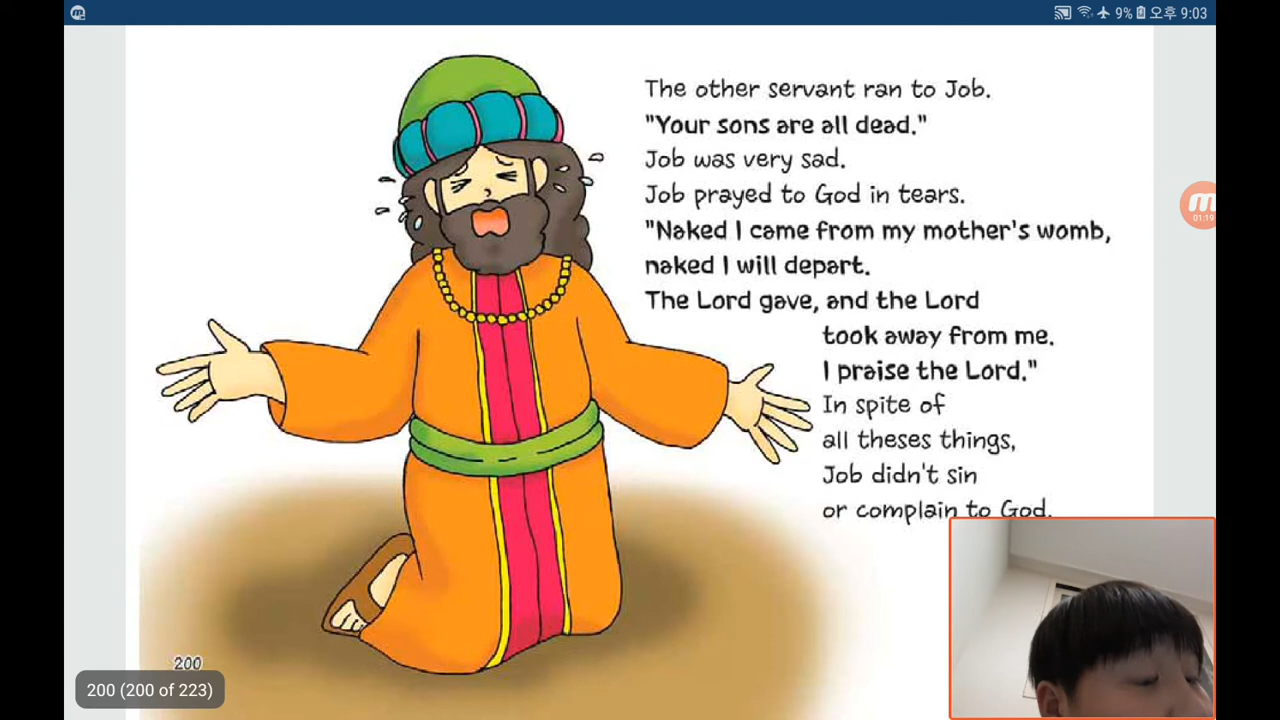 9% 오후 9:03
The other servant ran to Job.
"Your sons are all dead."
Job was very sad.
Job prayed to God in tears.
"Naked I came from my mother's womb,
naked I will depart.
The Lord gave, and the Lord
took away from me.
I praise the Lord."
In spite of
all theses things,
Job didn't sin
or complain to God.
01:19
200
200 (200 of 223)